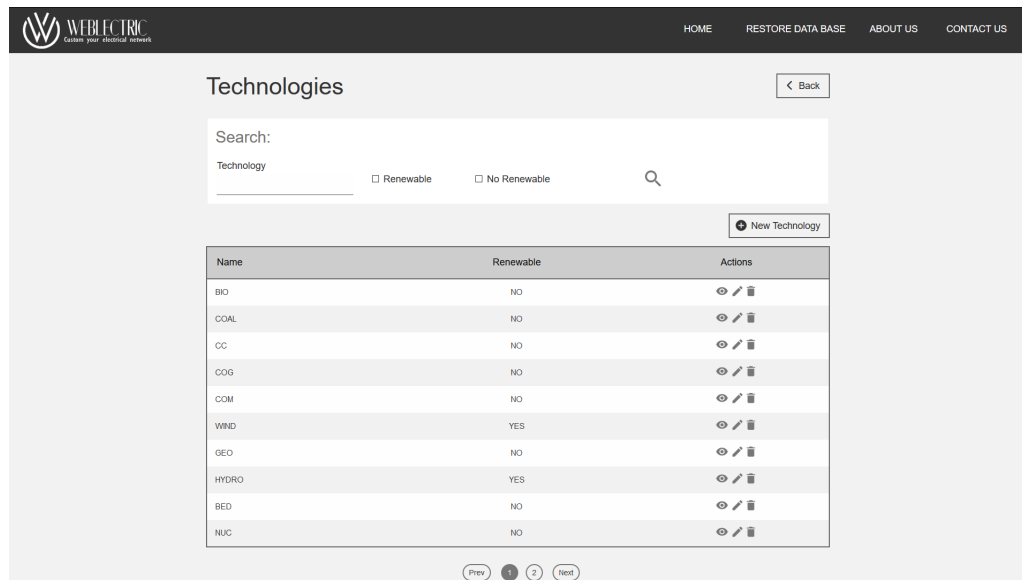 WEBLECTRIC
Custom your electrical network
HOME RESTORE DATA BASE ABOUT US CONTACT US
Technologies
Back
Search:
Technology
Renewable No Renewable
New Technology
Name Renewable Actions
BIO NO
COAL NO
CC NO
COG NO
COM NO
WIND YES
GEO NO
HYDRO YES
BED NO
NUC NO
Prev 1 2 Next